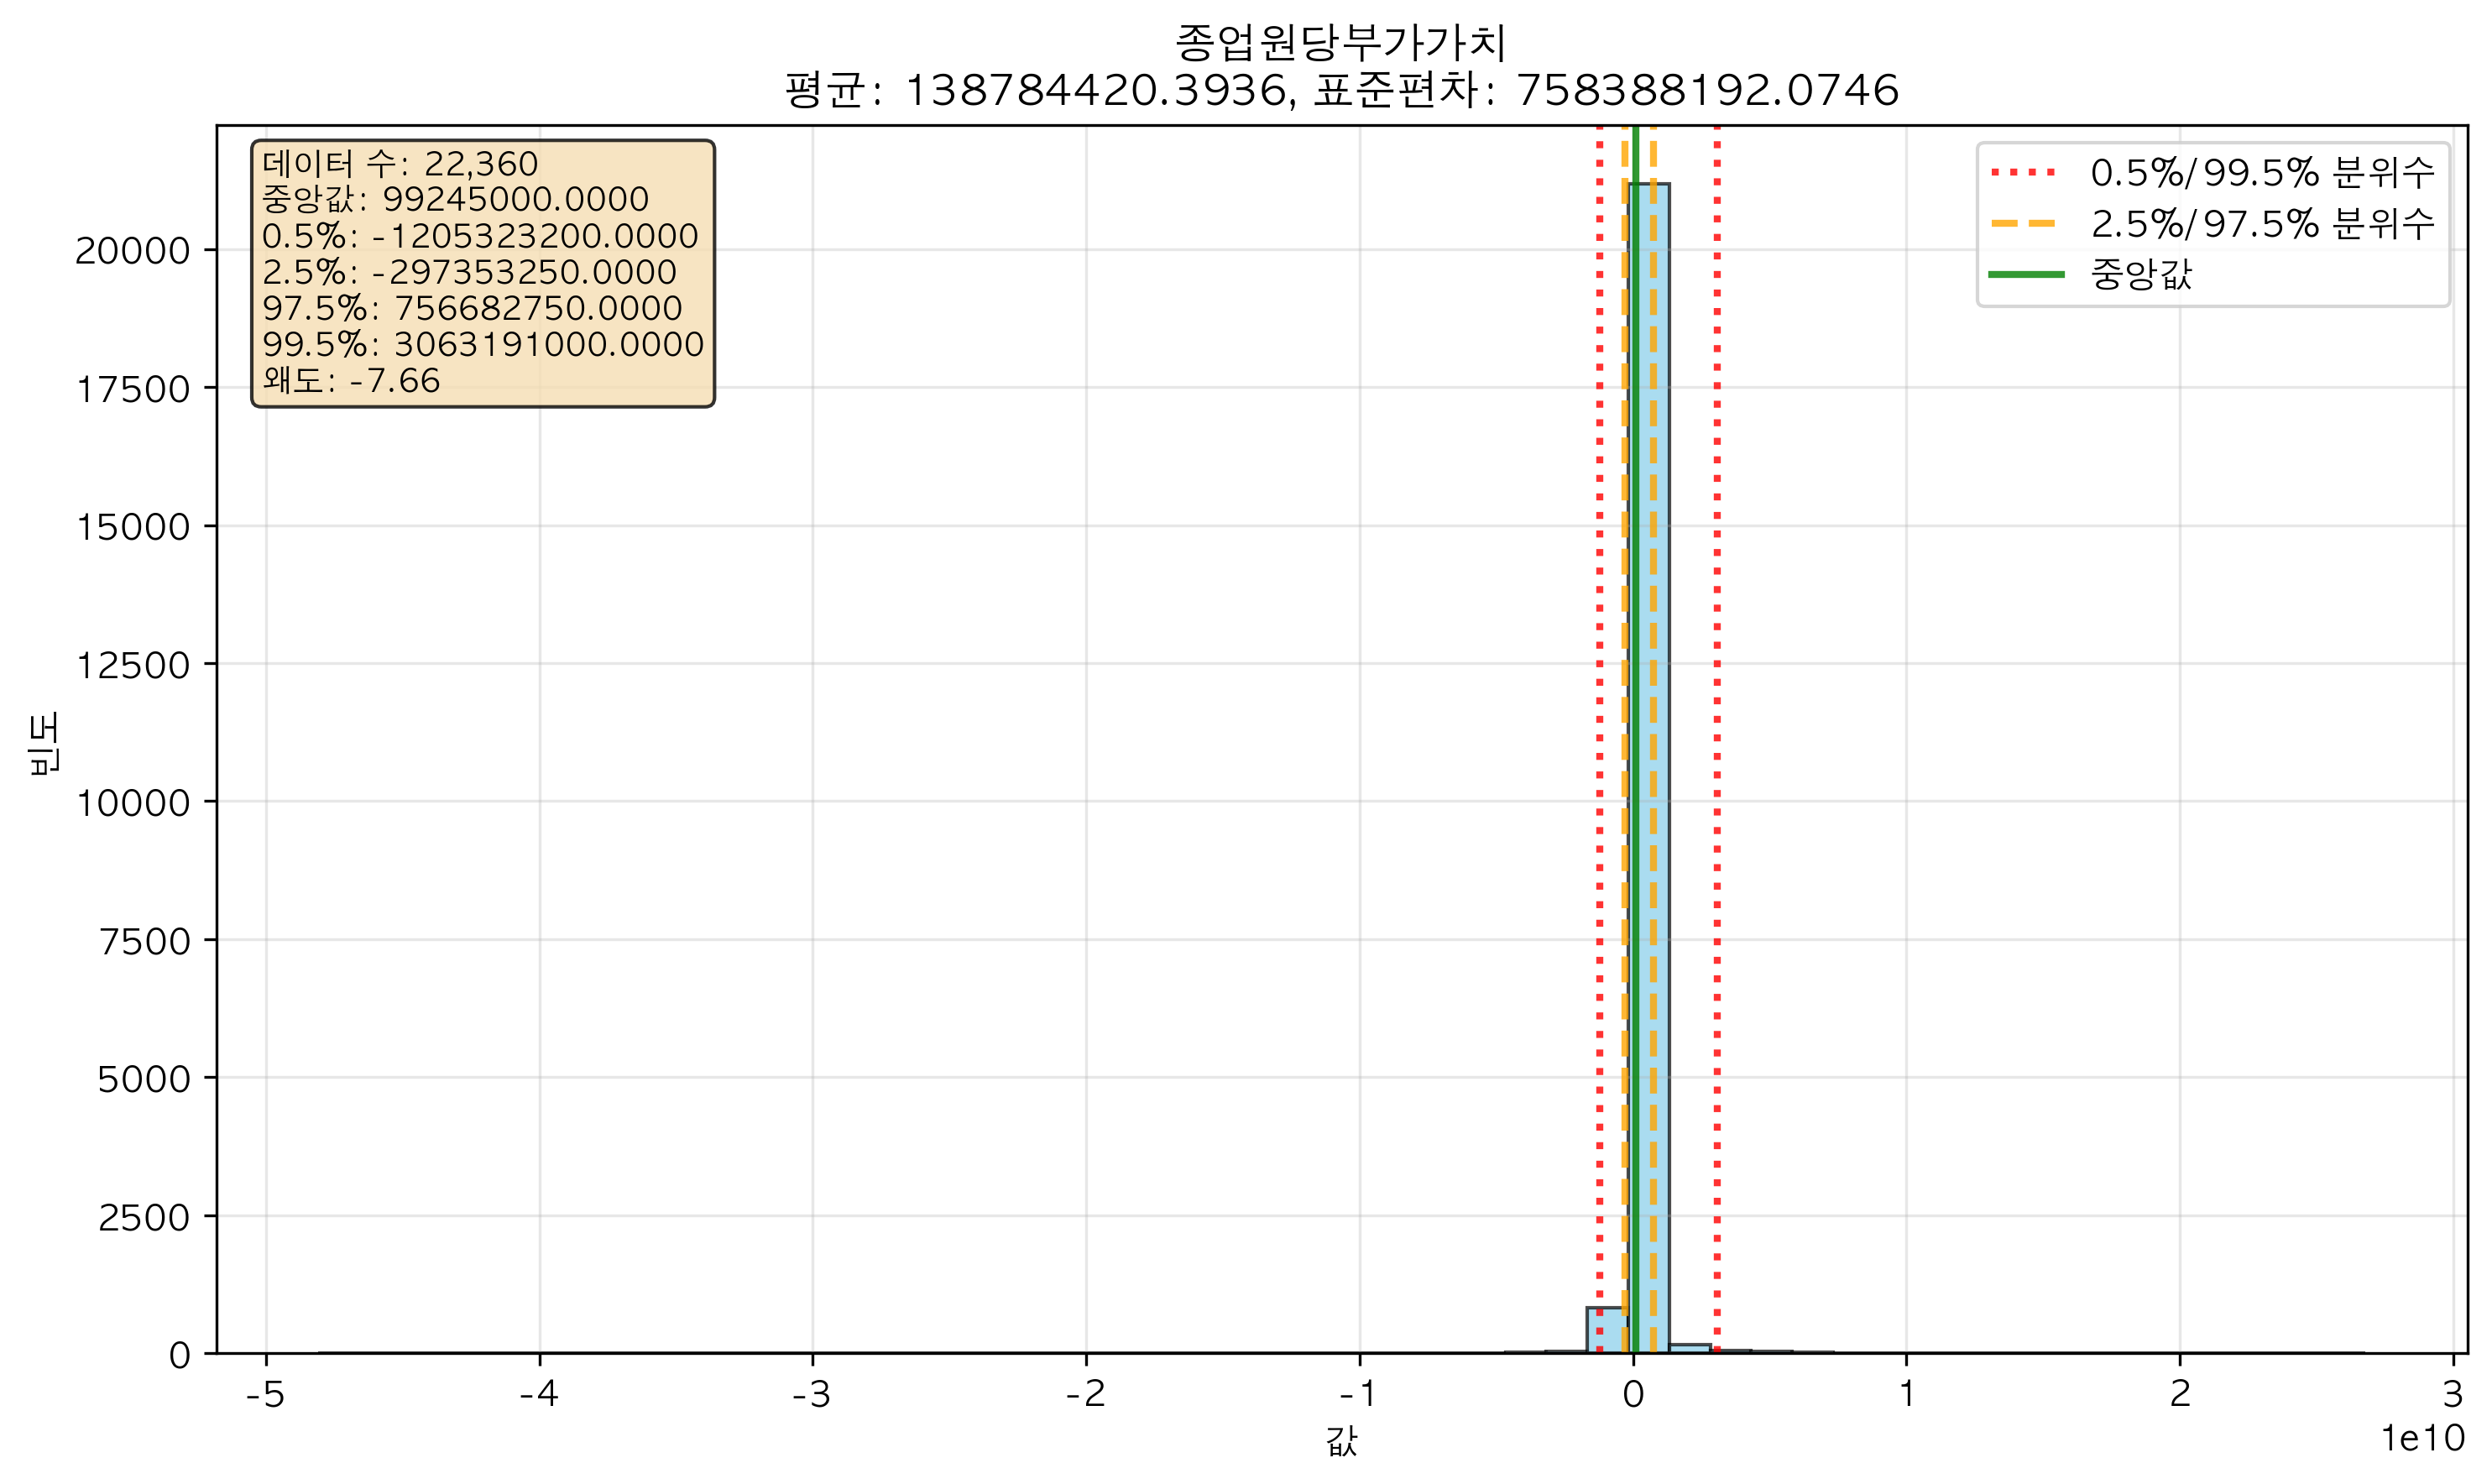 종업원당부가가치
평균: 138784420.3936, 표준편차: 758388192.0746
데이터 수: 22,360
중앙값: 99245000.0000
0.5%: -1205323200.0000
2.5%: -297353250.0000
97.5%: 756682750.0000
99.5%: 3063191000.0000
왜도: -7.66
0.5%/99.5% 분위수
2.5%/97.5% 분위수
중앙값
빈도
20000
17500
15000
12500
10000
7500
5000
2500
0
-5 -4 -3 -2 -1 0 1 2 3
1e10
값